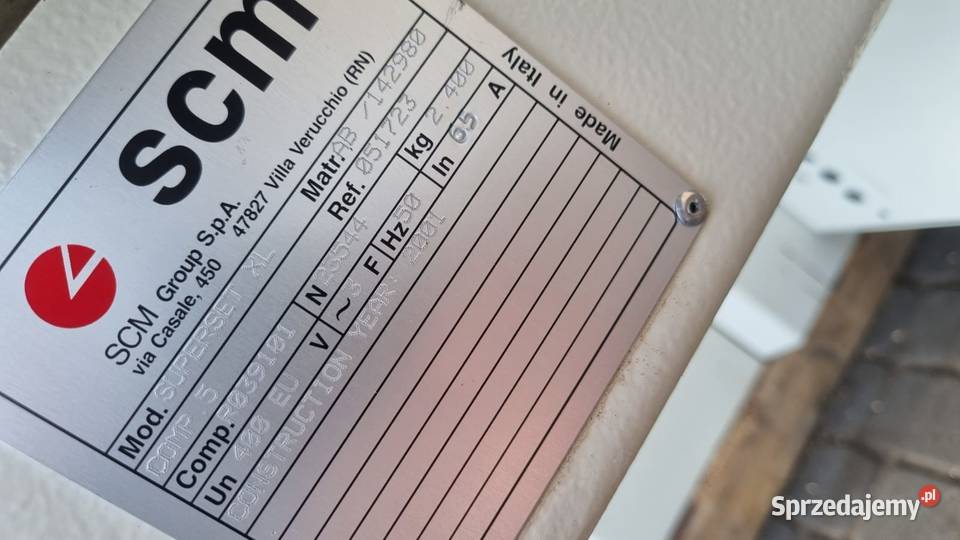 scm
SCM Group S.p.A.
via Casale, 450
47827 Villa Verucchio (RN)
Made in Italy
Mod. SUPERSET XL Matr. AB /142980
COMP.5 Ref. 051723
Comp. R039101 N 23544 kg 2.400
Un 400 EU V ~ 3 F Hz 50 In 65 A
CONSTRUCTION YEAR: 2001
Sprzedajemy.pl